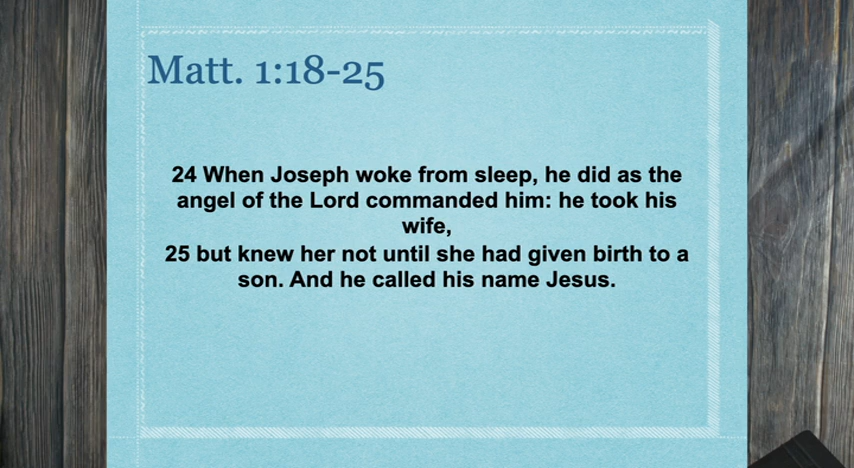 Matt. 1:18-25
24 When Joseph woke from sleep, he did as the
angel of the Lord commanded him: he took his
wife,
25 but knew her not until she had given birth to a
son. And he called his name Jesus.